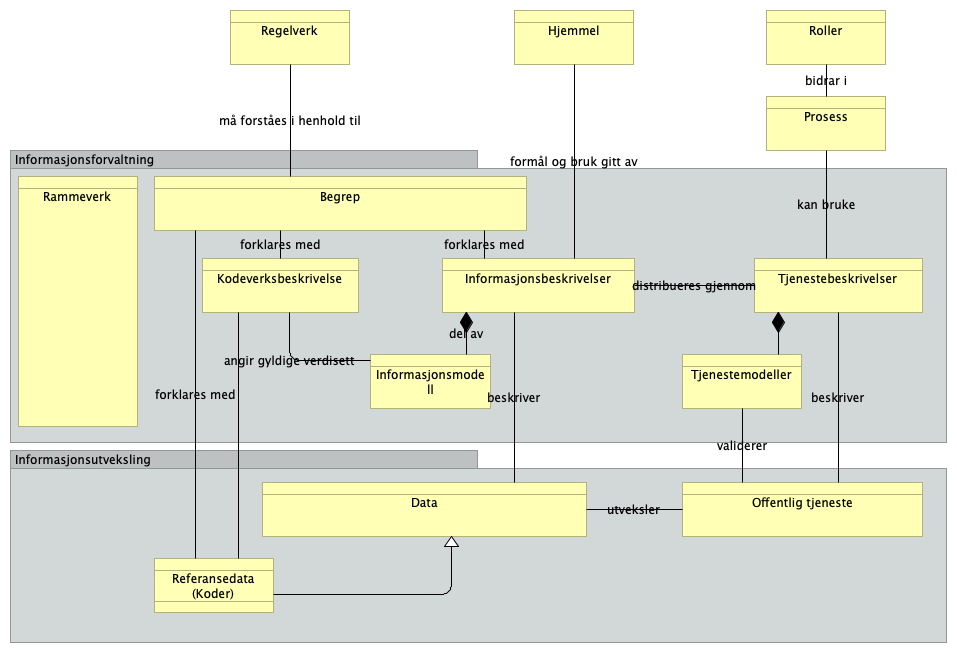 Regelverk
Hjemmel
Roller
bidrar i
Prosess
må forståes i henhold til
Informasjonsforvaltning
formål og bruk gitt av
Rammeverk
Begrep
kan bruke
forklares med
forklares med
Kodeverksbeskrivelse
Informasjonsbeskrivelser
distribueres gjennom
Tjenestebeskrivelser
del av
angir gyldige verdisett
Informasjonsmode
ll
Tjenestemodeller
forklares med
beskriver
beskriver
validerer
Informasjonsutveksling
Data
utveksler
Offentlig tjeneste
Referansedata
(Koder)